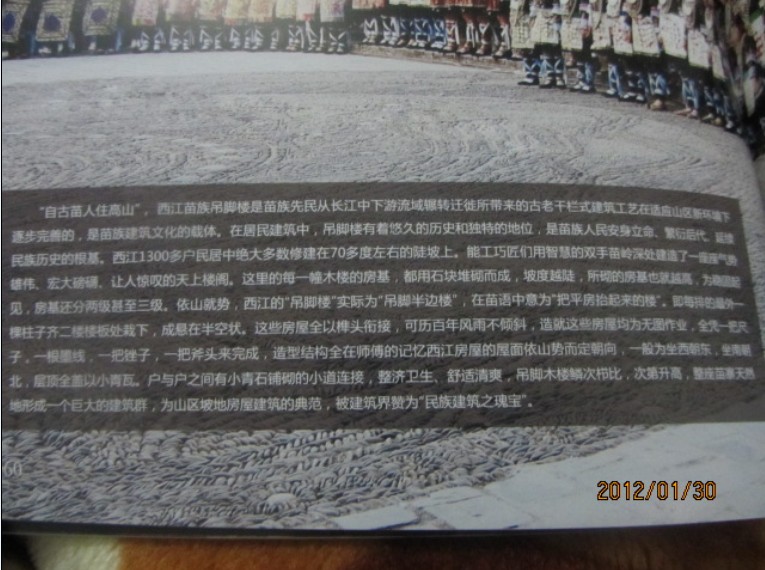 “自古苗人住高山”，西江苗族吊脚楼是苗族先民从长江中下游流域辗转迁徙所带来的古老干栏式建筑工艺在适应山区新环境下
逐步完善的，是苗族建筑文化的载体。在居民建筑中，吊脚楼有着悠久的历史和独特的地位，是苗族人民安身立命、繁衍后代、延续
民族历史的根基。西江1300多户民居中绝大多数修建在70多度左右的陡坡上。能工巧匠们用智慧的双手苗岭深处建造了一座座气势
雄伟、宏大磅礴、让人惊叹的天上楼阁。这里的每一幢木楼的房基，都用石块堆砌而成，坡度越陡，所砌的房基也就越高，
见，房基还分两级甚至三级。依山就势，西江的“吊脚楼”实际为“吊脚半边楼”，在苗语中意为“把平房抬起来的楼”。即每排的最外一
棵柱子齐二楼楼板处截下，成悬在半空状。这些房屋全以榫头衔接，可历百年风雨不倾斜，造就这些房屋均为无图作业，全凭一把尺
子，一根墨线，一把锉子，一把斧头来完成，造型结构全在师傅的记忆西江房屋的屋面依山势而定朝向，一般为坐西朝东，坐南朝
北，屋顶全盖以小青瓦。户与户之间有小青石铺砌的小道连接，整济卫生、舒适清爽，吊脚木楼鳞次栉比，次第升高，整座苗寨天然
地形成一个巨大的建筑群，为山区坡地房屋建筑的典范，被建筑界赞为“民族建筑之瑰宝”。
60
2012/01/30